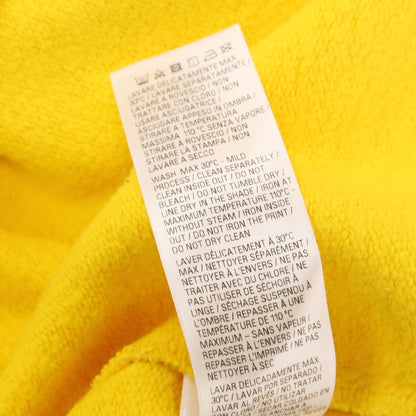 LAVARE DELICATAMENTE MAX
30°C / LAVARE SEPARATAMENTE /
LAVARE A ROVESCIO / NON
TRATTARE CON CLORO / NON
USARE ASCIUGATRICE /
ASCIUGARE APPESO IN OMBRA /
STIRARE A TEMPERATURA
MASSIMA 110°C SENZA VAPORE /
STIRARE A ROVESCIO / NON
STIRARE LA STAMPA / NON
LAVARE A SECCO
WASH MAX 30°C - MILD
PROCESS / CLEAN SEPARATELY /
CLEAN INSIDE OUT / DO NOT
BLEACH / DO NOT TUMBLE DRY /
LINE DRY IN THE SHADE / IRON AT
MAXIMUM TEMPERATURE 110°C -
WITHOUT STEAM / IRON INSIDE
OUT / DO NOT IRON THE PRINT /
DO NOT DRY CLEAN
LAVER DÉLICATEMENT À 30°C
MAX / NETTOYER SÉPARÉMENT /
NETTOYER À L'ENVERS / NE PAS
TRAITER AVEC DU CHLORE / NE
PAS UTILISER DE SÉCHOIR À
LINGE / SÉCHAGE SUSPENDU À
L'OMBRE / REPASSER À UNE
TEMPÉRATURE DE 110°C
MAXIMUM - SANS VAPEUR /
REPASSER À L'ENVERS / NE PAS
REPASSER L'IMPRIMÉ / NE PAS
NETTOYER À SEC
LAVAR DELICADAMENTE MÁX
30°C / LAVAR POR SEPARADO /
LAVAR AL REVÉS / NO TRATAR